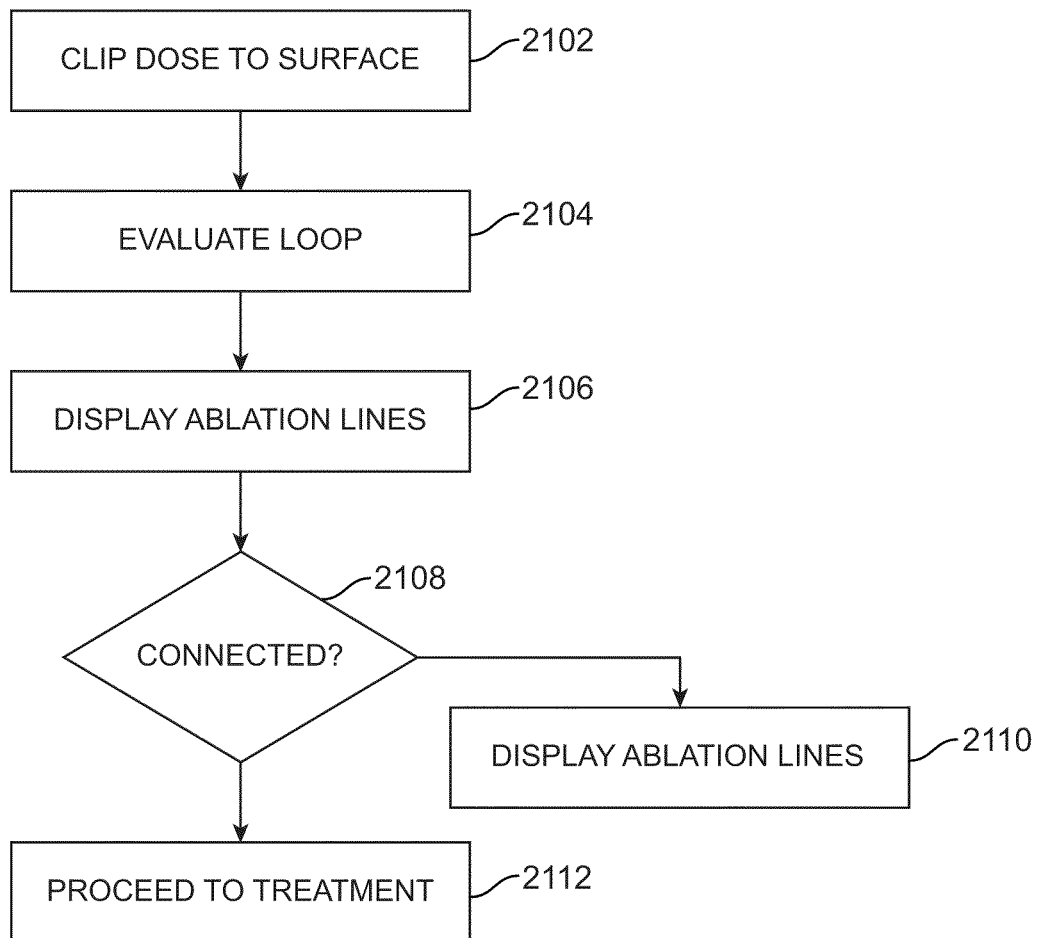 CLIP DOSE TO SURFACE
2102
EVALUATE LOOP
2104
DISPLAY ABLATION LINES
2106
CONNECTED?
2108
DISPLAY ABLATION LINES
2110
PROCEED TO TREATMENT
2112